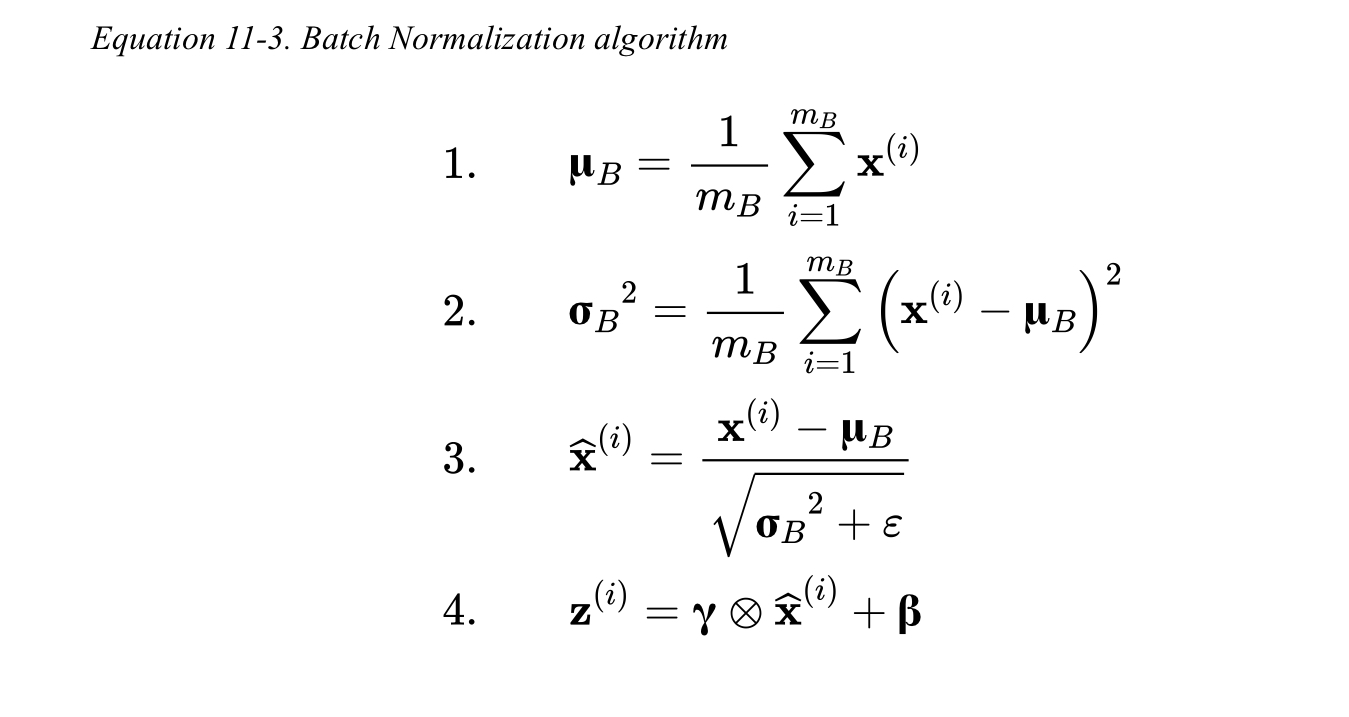 Equation 11-3. Batch Normalization algorithm
1. $\boldsymbol{\mu}_B = \frac{1}{m_B} \sum_{i=1}^{m_B} \mathbf{x}^{(i)}$
2. $\boldsymbol{\sigma}_B{}^2 = \frac{1}{m_B} \sum_{i=1}^{m_B} \left( \mathbf{x}^{(i)} - \boldsymbol{\mu}_B \right)^2$
3. $\widehat{\mathbf{x}}^{(i)} = \frac{\mathbf{x}^{(i)} - \boldsymbol{\mu}_B}{\sqrt{\boldsymbol{\sigma}_B{}^2 + \varepsilon}}$
4. $\mathbf{z}^{(i)} = \boldsymbol{\gamma} \otimes \widehat{\mathbf{x}}^{(i)} + \boldsymbol{\beta}$